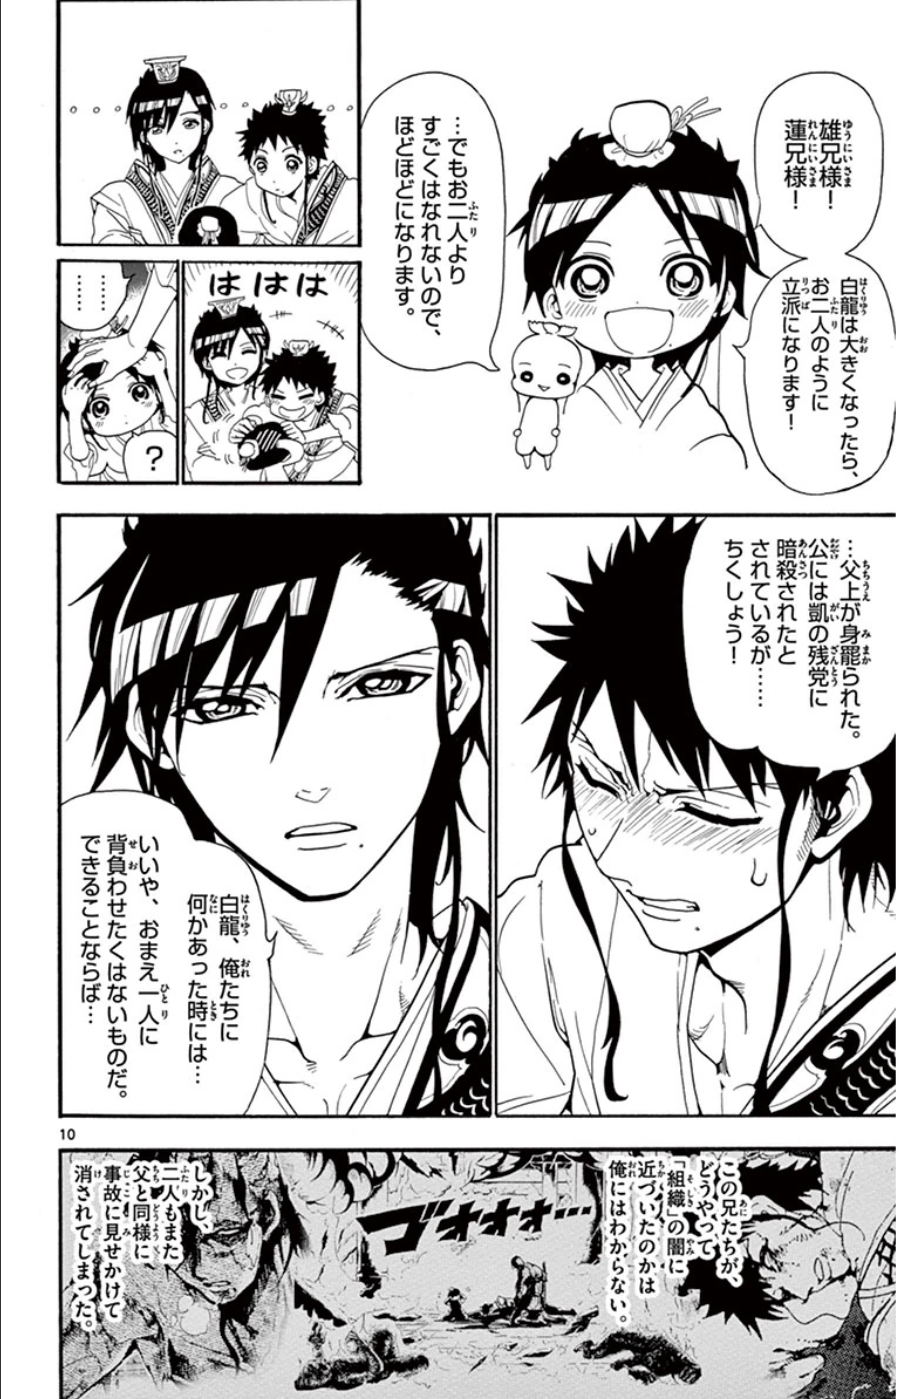 雄兄様！
蓮兄様！
白龍は大きくなったら、
お二人のように
立派になります！
…でもお二人より
すごくはなれないので、
ほどほどになります。
ははは
……
……
？
…父上が身罷られた。
公には凱の残党に
暗殺されたと
されているが……
ちくしょう！
白龍、俺たちに
何かあった時には…
いいや、おまえ一人に
背負わせたくはないものだ。
できることならば…
10
この兄たちが、
どうやって
「組織」の闇に
近づいたのかは
俺にはわからない。
ゴオオオ…
しかし、
二人もまた
父と同様に
事故に見せかけて
消されてしまった。